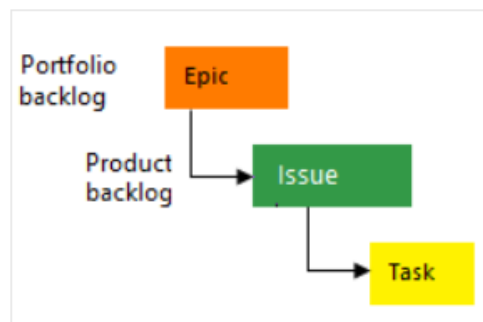 Portfolio
backlog
Epic
Product
backlog
Issue
Task